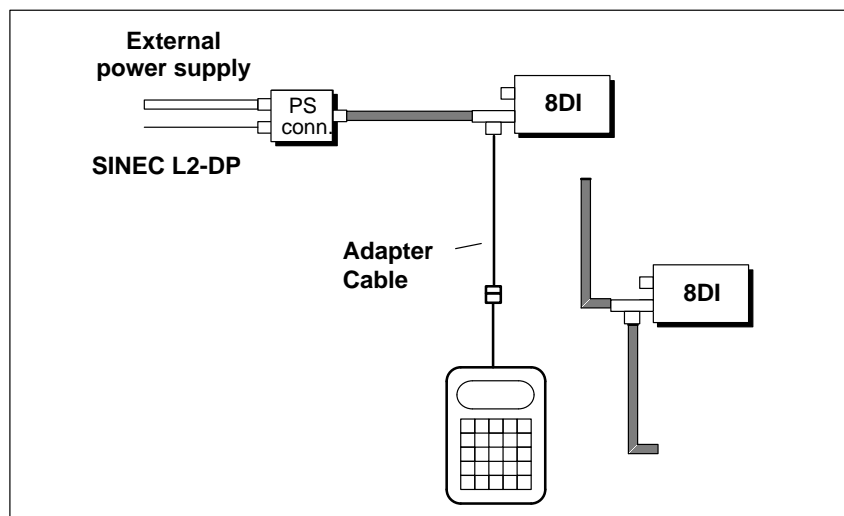 External
power supply
PS
conn.
8DI
SINEC L2-DP
Adapter
Cable
8DI